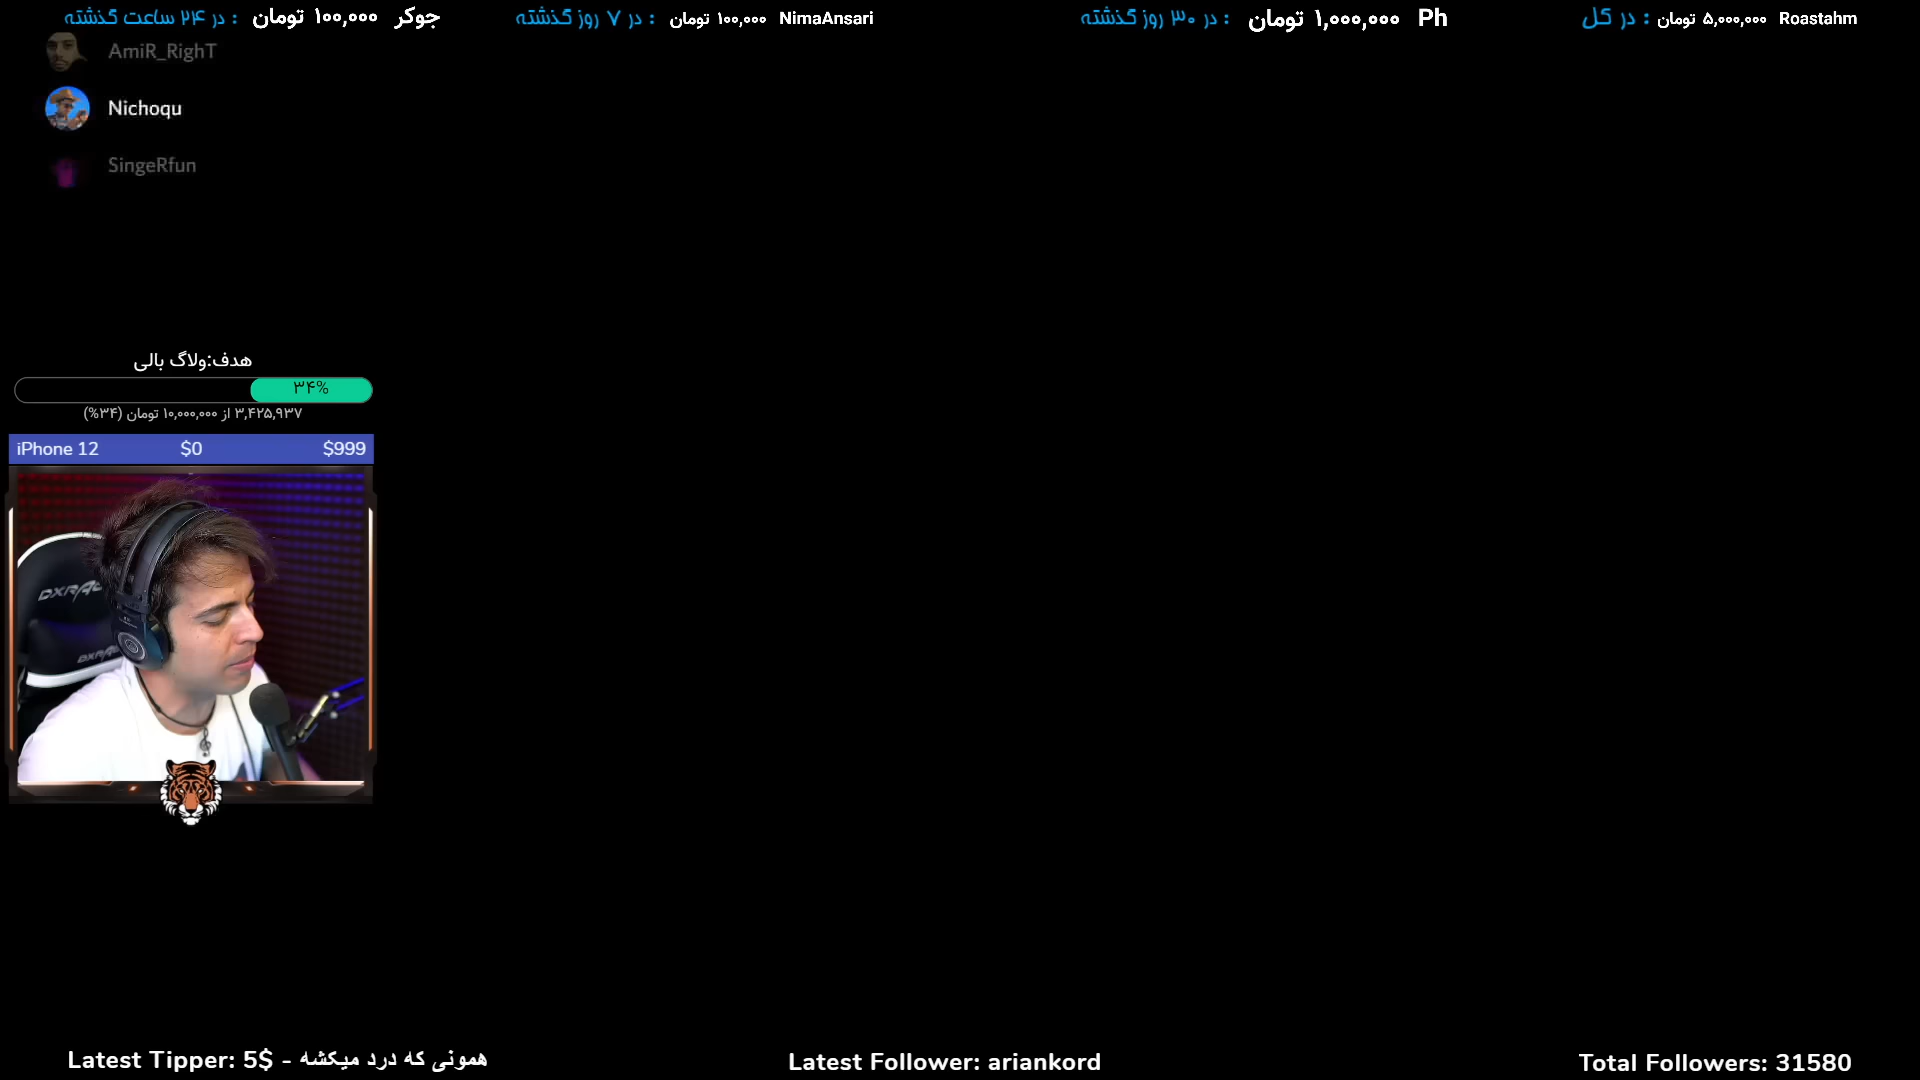 در ۲۴ ساعت گذشته : ۱۰۰,۰۰۰ تومان جوکر
در ۷ روز گذشته : ۱۰۰,۰۰۰ تومان NimaAnsari
در ۳۰ روز گذشته : ۱,۰۰۰,۰۰۰ تومان Ph
در کل : ۵,۰۰۰,۰۰۰ تومان Roastahm
AmiR_RighT
Nichoqu
SingeRfun
هدف:ولاگ بالی
۳۴%
۳,۴۲۵,۹۳۷ از ۱۰,۰۰۰,۰۰۰ تومان (۳۴%)
iPhone 12 $0 $999
Latest Tipper: 5$ - همونی که درد میکشه
Latest Follower: ariankord
Total Followers: 31580